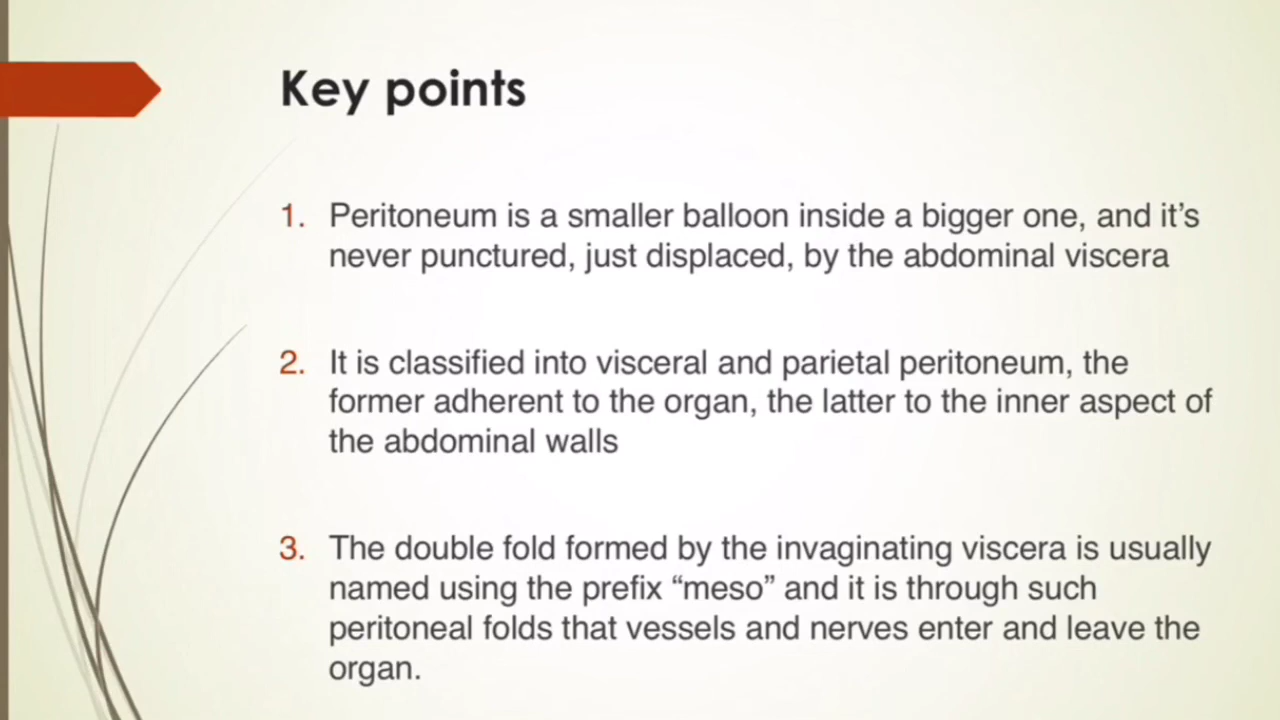 Key points
1. Peritoneum is a smaller balloon inside a bigger one, and it’s
never punctured, just displaced, by the abdominal viscera
2. It is classified into visceral and parietal peritoneum, the
former adherent to the organ, the latter to the inner aspect of
the abdominal walls
3. The double fold formed by the invaginating viscera is usually
named using the prefix “meso” and it is through such
peritoneal folds that vessels and nerves enter and leave the
organ.